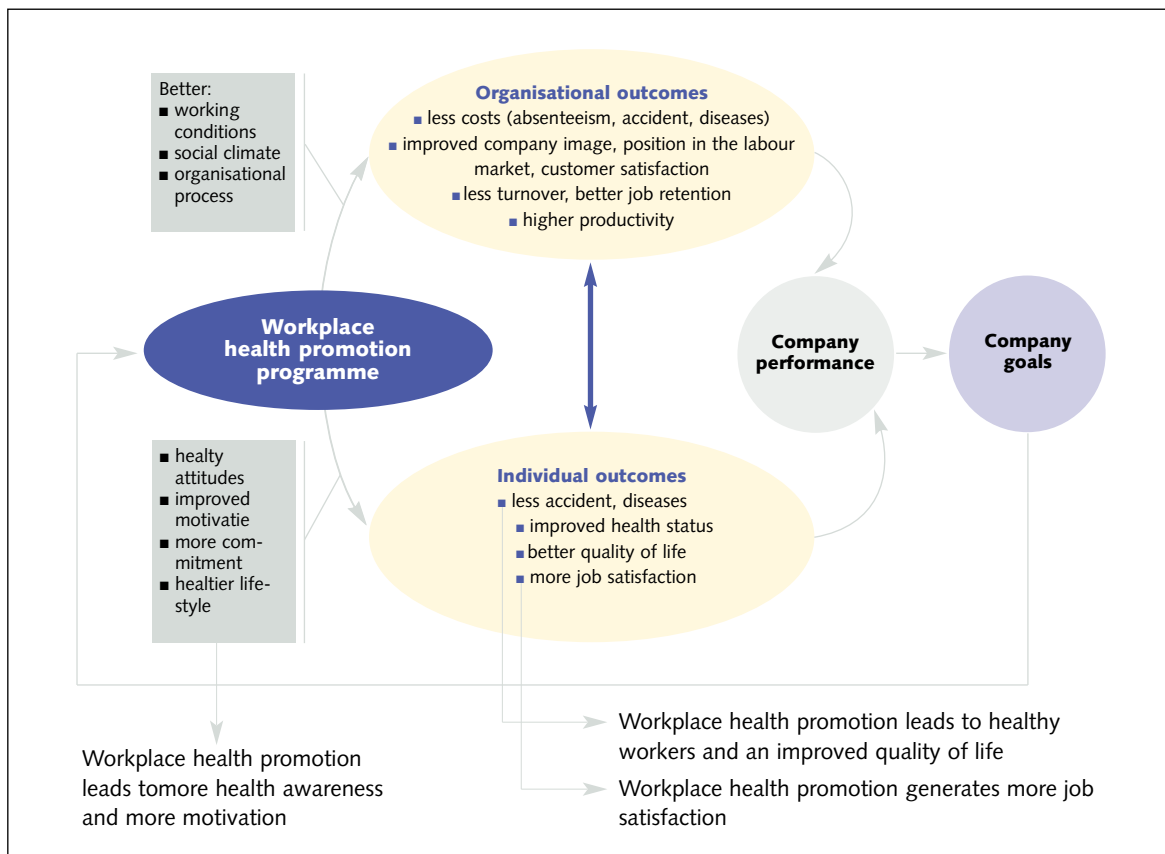 Better:
■ working
conditions
■ social climate
■ organisational
process
Organisational outcomes
■ less costs (absenteeism, accident, diseases)
■ improved company image, position in the labour
market, customer satisfaction
■ less turnover, better job retention
■ higher productivity
Workplace
health promotion
programme
Company
performance
Company
goals
■ healty
attitudes
■ improved
motivatie
■ more com-
mitment
■ healtier life-
style
Individual outcomes
■ less accident, diseases
■ improved health status
■ better quality of life
■ more job satisfaction
Workplace health promotion
leads tomore health awareness
and more motivation
Workplace health promotion leads to healthy
workers and an improved quality of life
Workplace health promotion generates more job
satisfaction